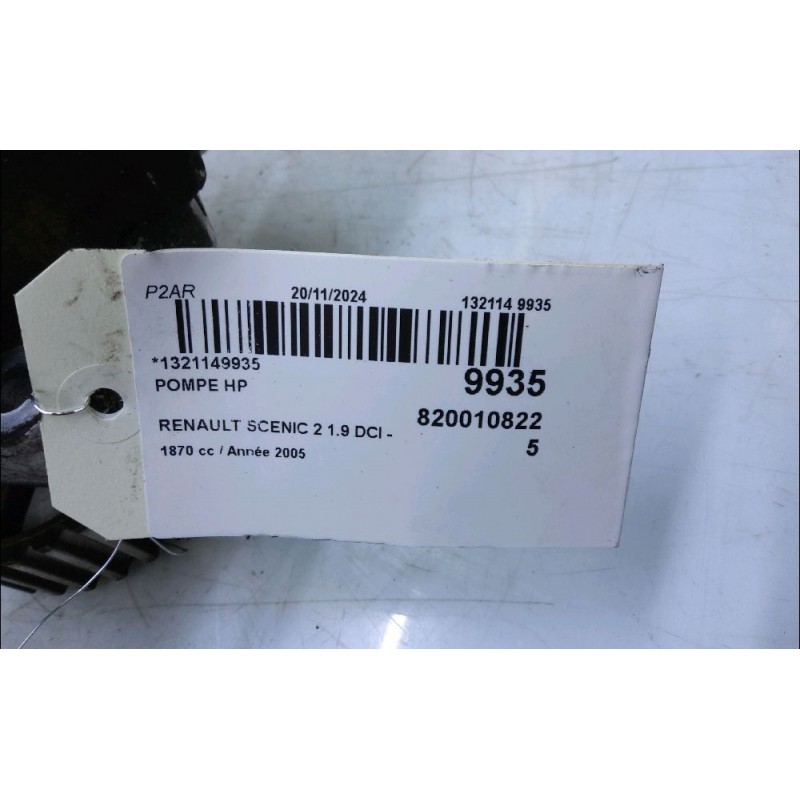 P2AR 20/11/2024 132114 9935
*1321149935
POMPE HP 9935
RENAULT SCENIC 2 1.9 DCI - 820010822
1870 cc / Année 2005 5